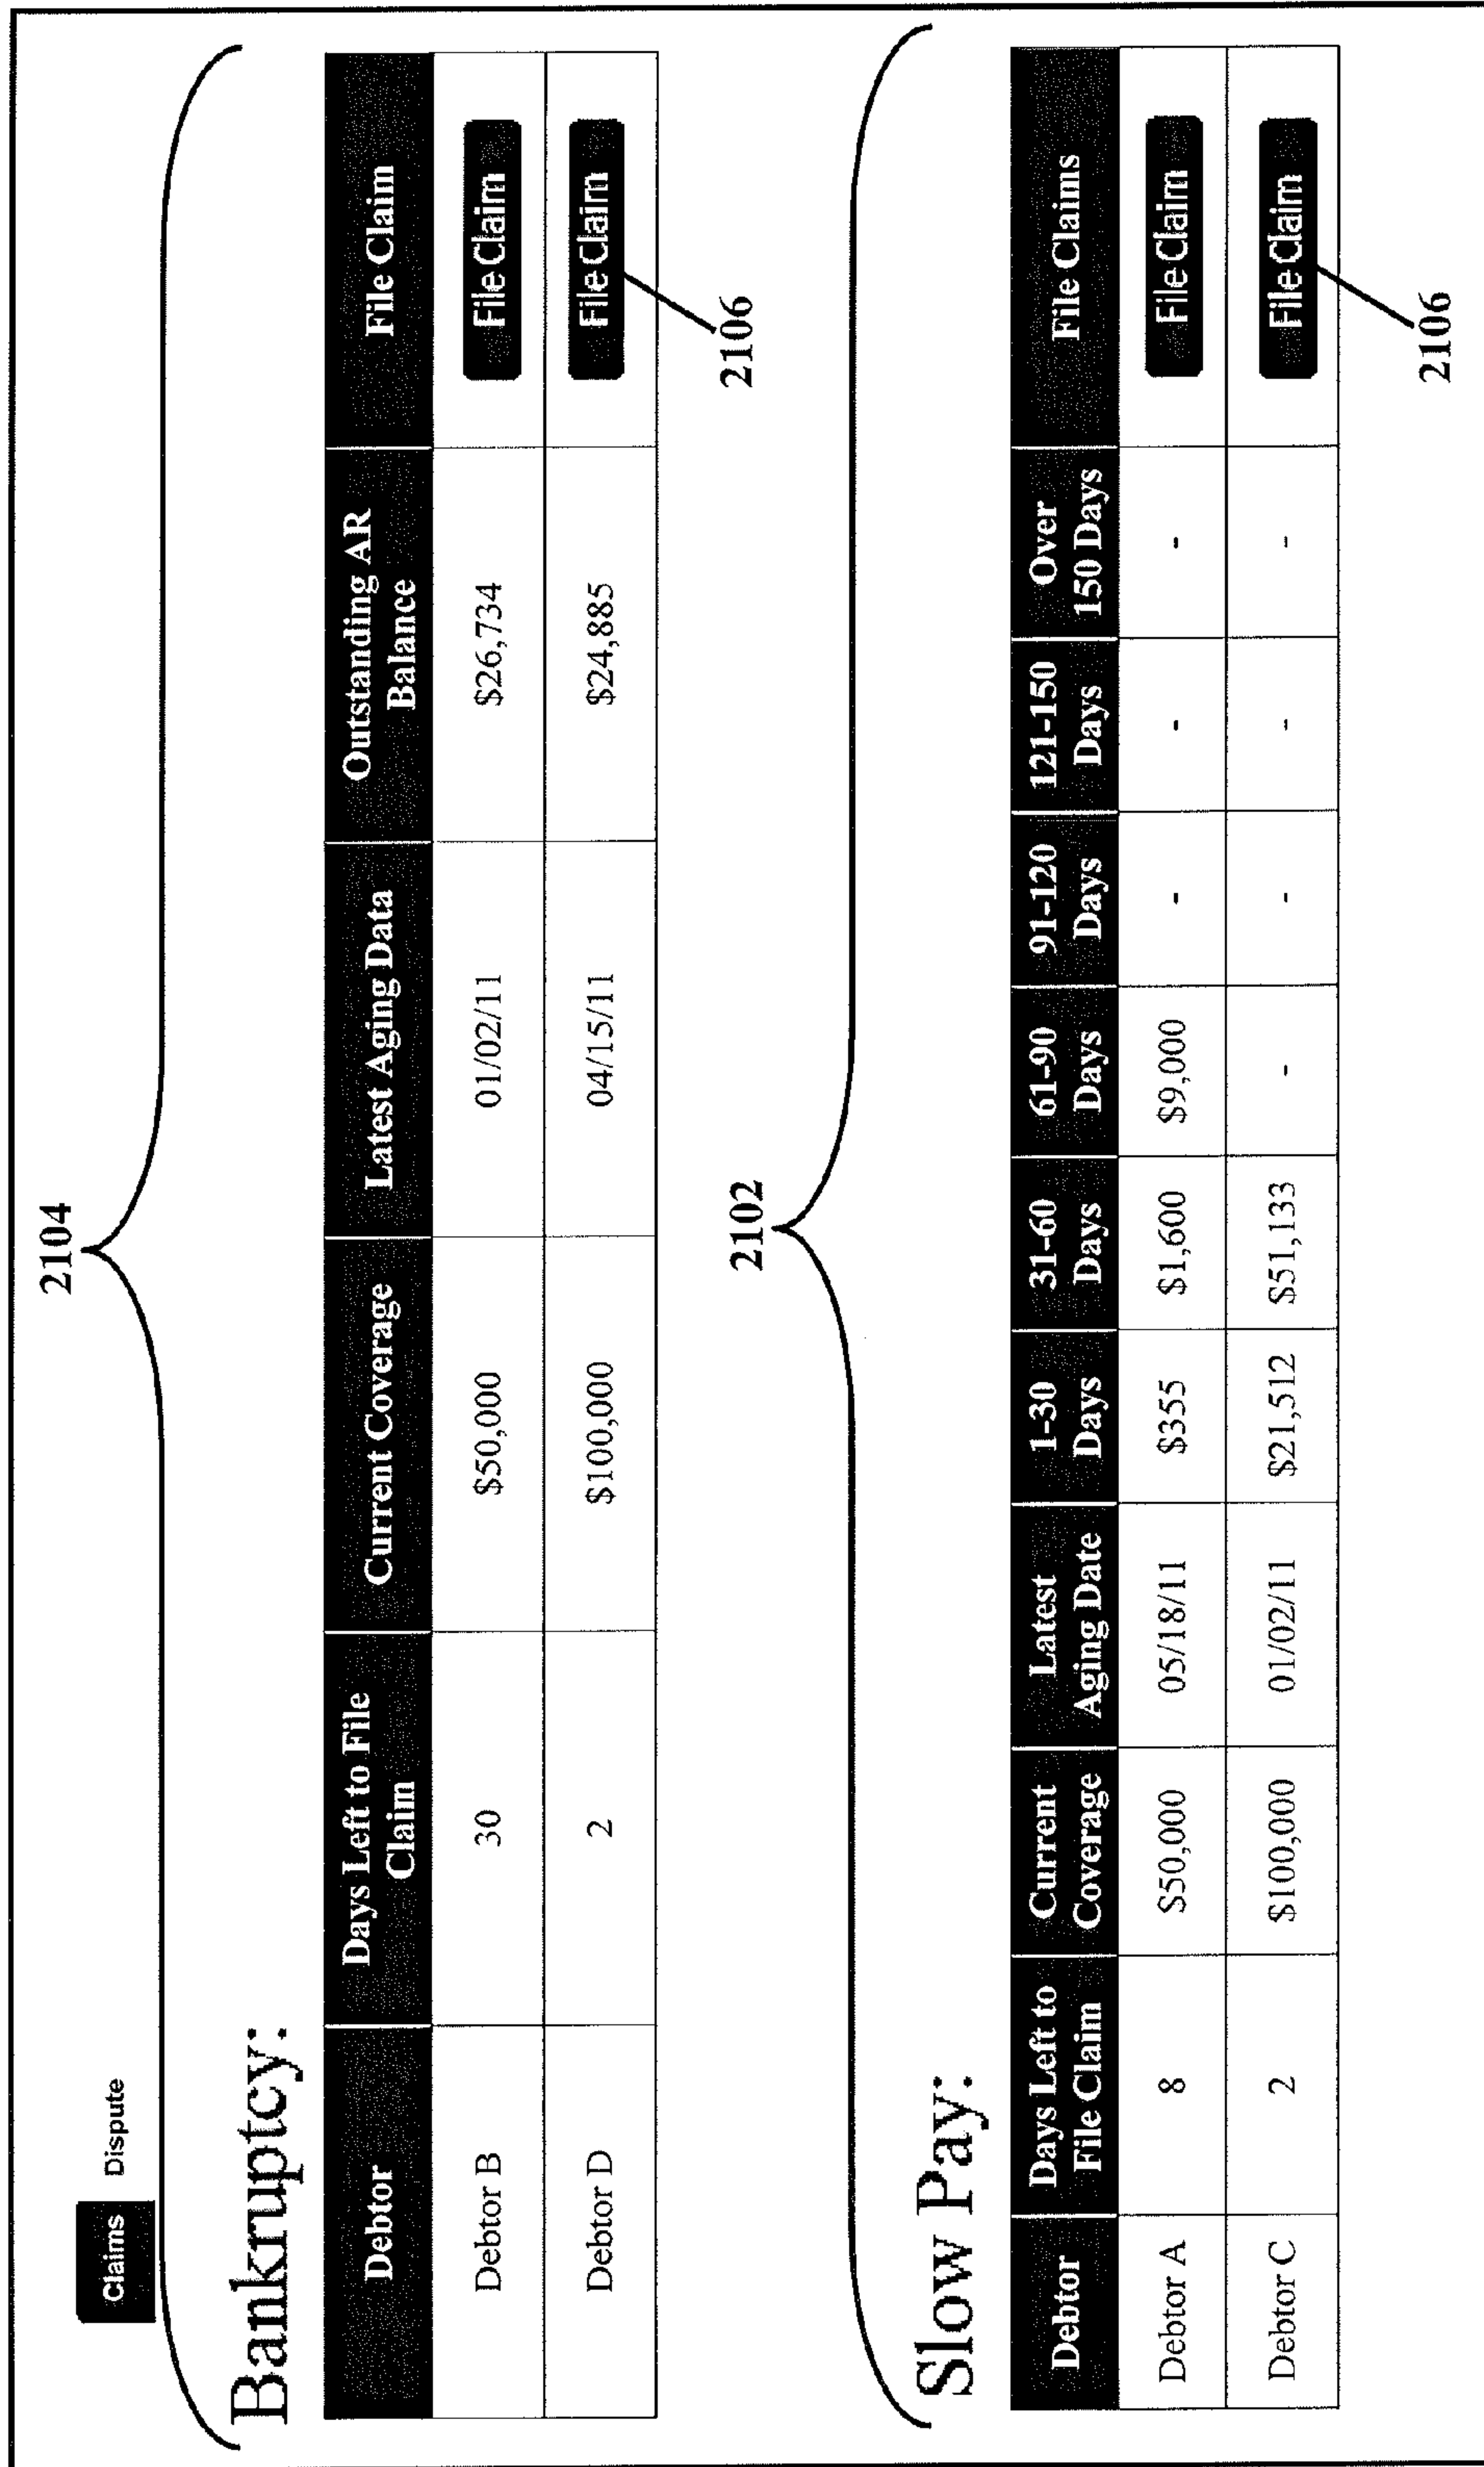 2104
Claims Dispute
Bankruptcy:
Debtor Days Left to File Claim Current Coverage Latest Aging Data Outstanding AR Balance File Claim
Debtor B 30 $50,000 01/02/11 $26,734 File Claim
Debtor D 2 $100,000 04/15/11 $24,885 File Claim
2106
2102
Slow Pay:
Debtor Days Left to File Claim Current Coverage Latest Aging Date 1-30 Days 31-60 Days 61-90 Days 91-120 Days 121-150 Days Over 150 Days File Claims
Debtor A 8 $50,000 05/18/11 $355 $1,600 $9,000 - - - File Claim
Debtor C 2 $100,000 01/02/11 $21,512 $51,133 - - - - File Claim
2106